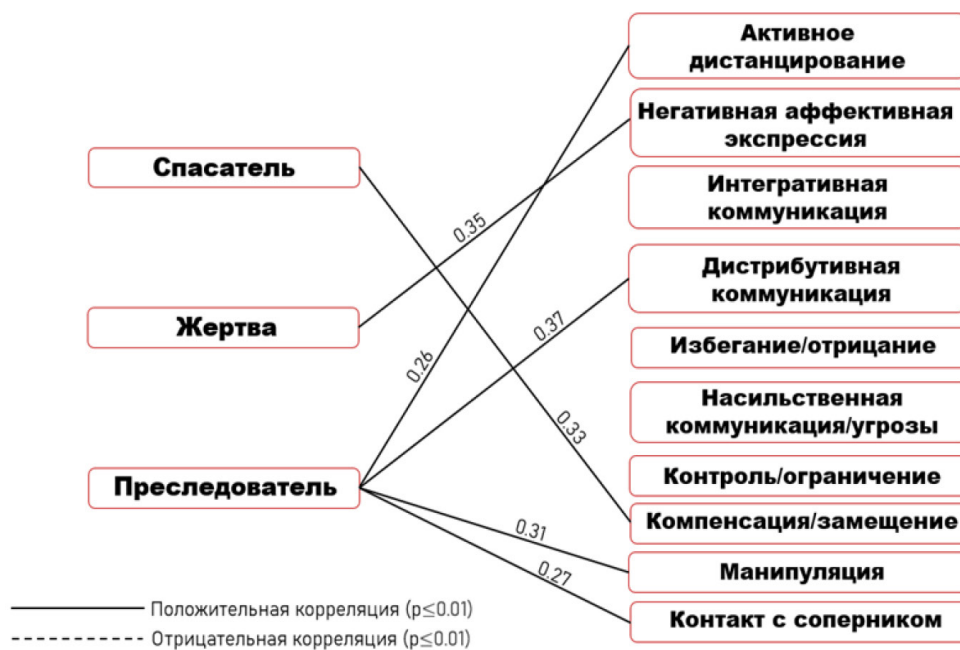 Активное
дистанцирование
Негативная аффективная
экспрессия
Спасатель
Интегративная
коммуникация
0.35
Дистрибутивная
коммуникация
Жертва
0.37
Избегание/отрицание
0.26
Насильственная
коммуникация/угрозы
0.33
Преследователь
Контроль/ограничение
Компенсация/замещение
0.31
Манипуляция
0.27
Контакт с соперником
Положительная корреляция (p≤0.01)
Отрицательная корреляция (p≤0.01)